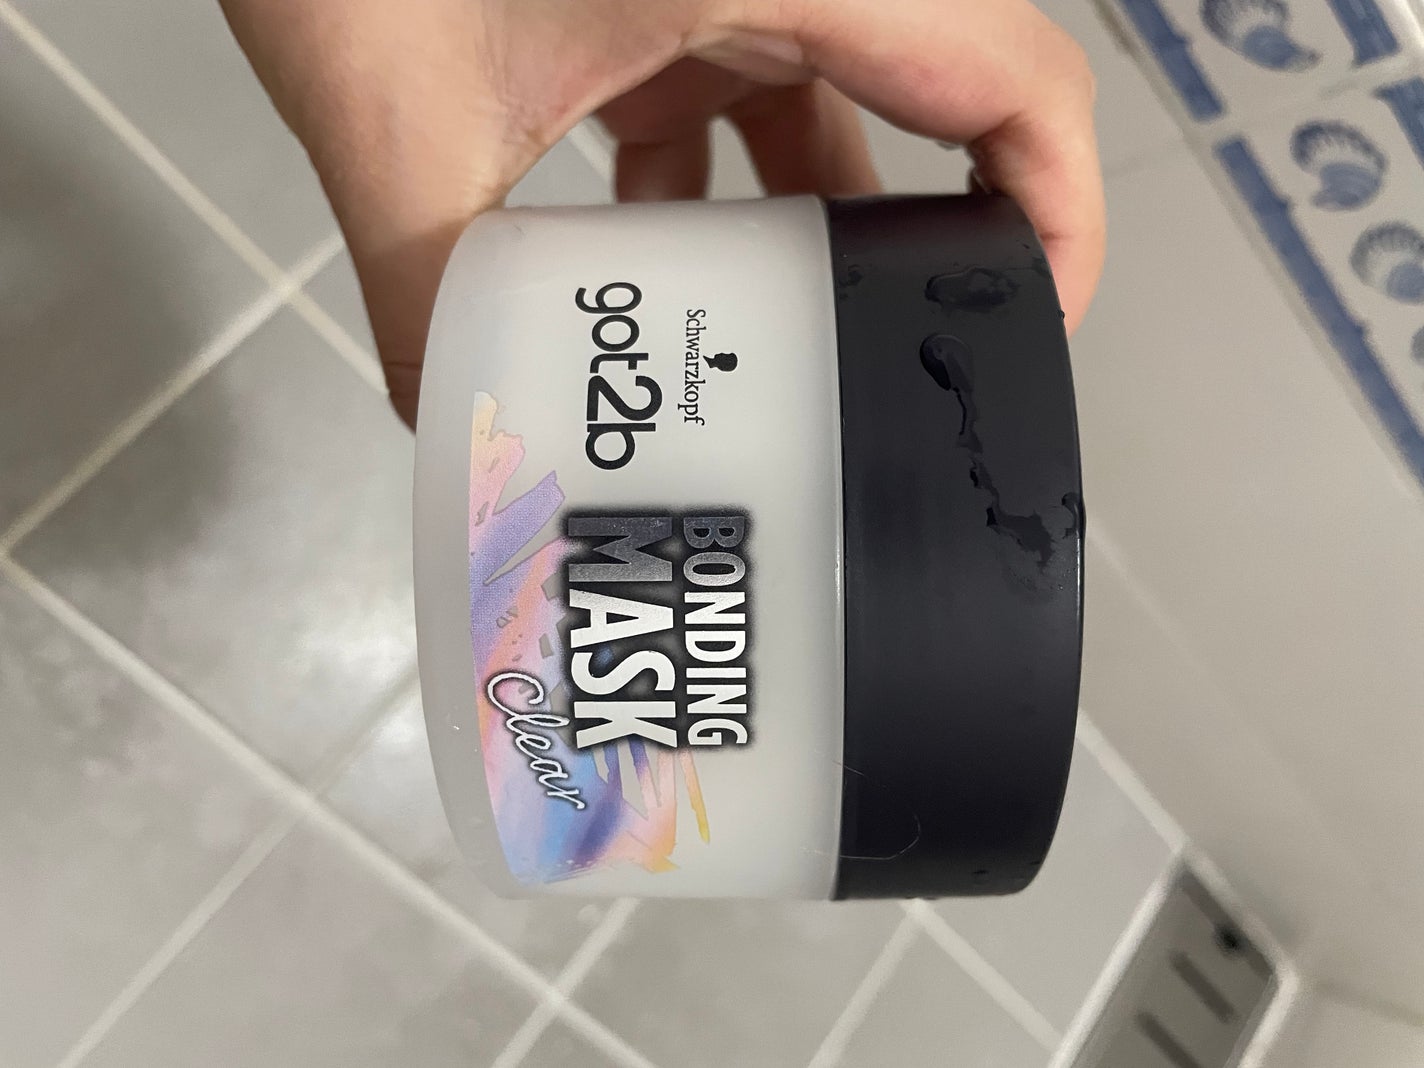 Schwarzkopf
got2b
BONDING
MASK
Clear